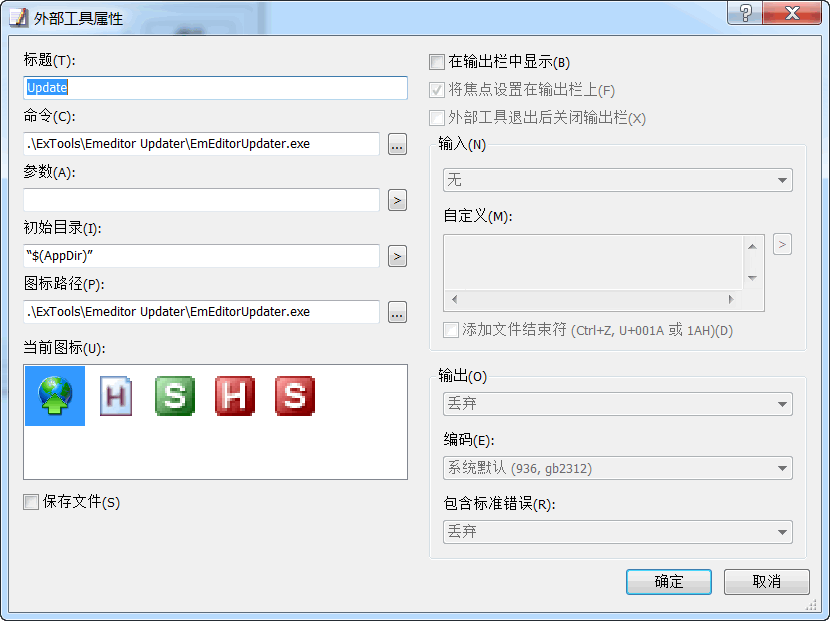 外部工具属性
标题(T):
Update
命令(C):
.\ExTools\Emeditor Updater\EmEditorUpdater.exe
...
参数(A):
>
初始目录(I):
“$(AppDir)”
>
图标路径(P):
.\ExTools\Emeditor Updater\EmEditorUpdater.exe
...
当前图标(U):
H
S
H
S
保存文件(S)
在输出栏中显示(B)
将焦点设置在输出栏上(F)
外部工具退出后关闭输出栏(X)
输入(N)
无
自定义(M):
>
添加文件结束符 (Ctrl+Z, U+001A 或 1AH)(D)
输出(O)
丢弃
编码(E):
系统默认 (936, gb2312)
包含标准错误(R):
丢弃
确定
取消